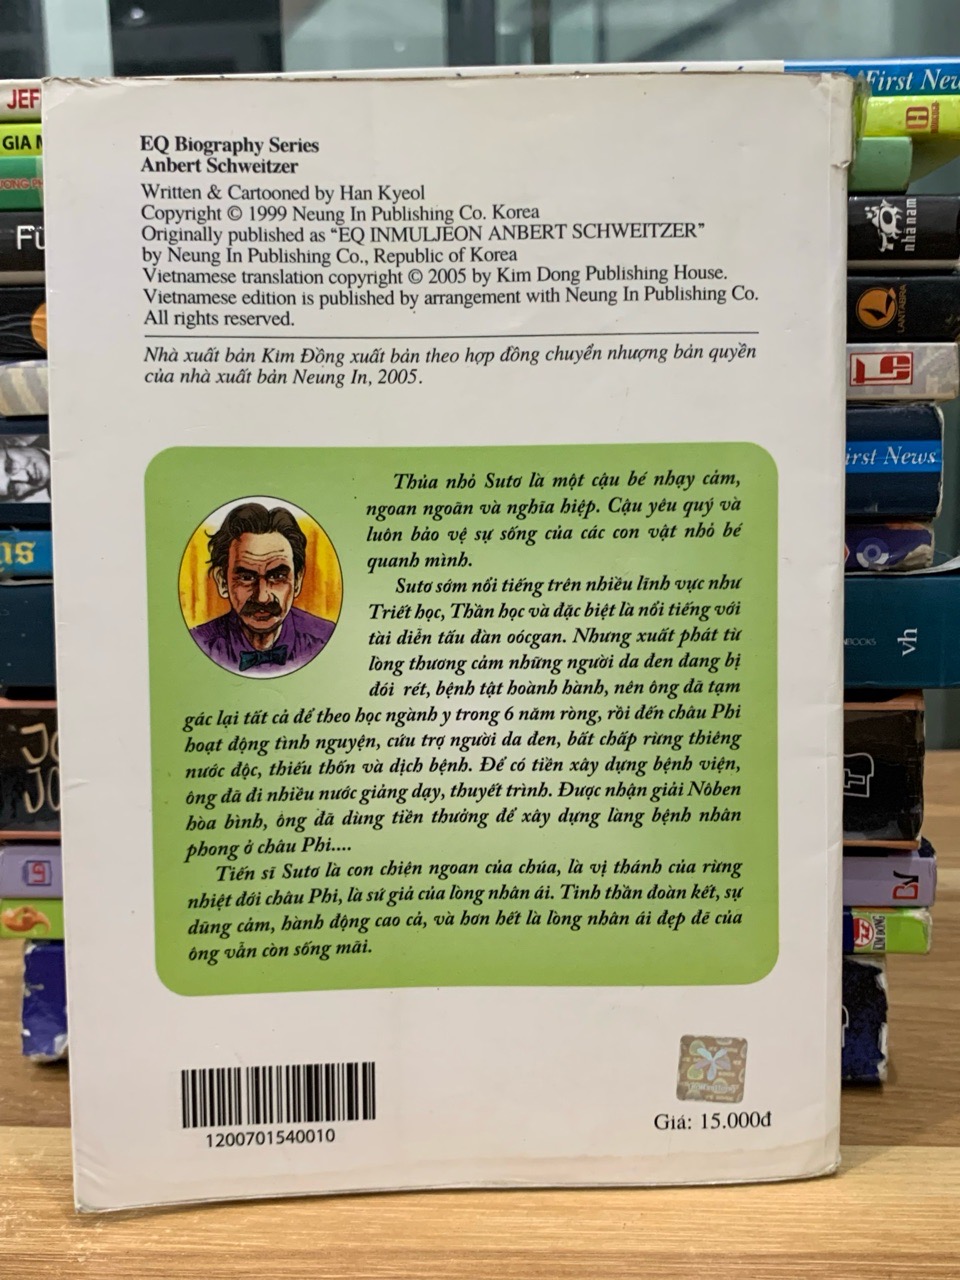 EQ Biography Series
Anbert Schweitzer
Written & Cartooned by Han Kyeol
Copyright © 1999 Neung In Publishing Co. Korea
Originally published as “EQ INMULJEON ANBERT SCHWEITZER”
by Neung In Publishing Co., Republic of Korea
Vietnamese translation copyright © 2005 by Kim Dong Publishing House.
Vietnamese edition is published by arrangement with Neung In Publishing Co.
All rights reserved.
Nhà xuất bản Kim Đồng xuất bản theo hợp đồng chuyển nhượng bản quyền
của nhà xuất bản Neung In, 2005.
Thủa nhỏ Sutơ là một cậu bé nhạy cảm,
ngoan ngoãn và nghĩa hiệp. Cậu yêu quý và
luôn bảo vệ sự sống của các con vật nhỏ bé
quanh mình.
Sutơ sớm nổi tiếng trên nhiều lĩnh vực như
Triết học, Thần học và đặc biệt là nổi tiếng với
tài diễn tấu đàn oócgan. Nhưng xuất phát từ
lòng thương cảm những người da đen đang bị
đói rét, bệnh tật hoành hành, nên ông đã tạm
gác lại tất cả để theo học ngành y trong 6 năm ròng, rồi đến châu Phi
hoạt động tình nguyện, cứu trợ người da đen, bất chấp rừng thiêng
nước độc, thiếu thốn và dịch bệnh. Để có tiền xây dựng bệnh viện,
ông đã đi nhiều nước giảng dạy, thuyết trình. Được nhận giải Nôben
hòa bình, ông đã dùng tiền thưởng để xây dựng làng bệnh nhân
phong ở châu Phi....
Tiến sĩ Sutơ là con chiên ngoan của chúa, là vị thánh của rừng
nhiệt đới châu Phi, là sứ giả của lòng nhân ái. Tinh thần đoàn kết, sự
dũng cảm, hành động cao cả, và hơn hết là lòng nhân ái đẹp đẽ của
ông vẫn còn sống mãi.
1200701540010
Giá: 15.000đ
JEF
GIA
First New
nhã nam
LANTABRA
irst News
vh
KIM ĐỒNG